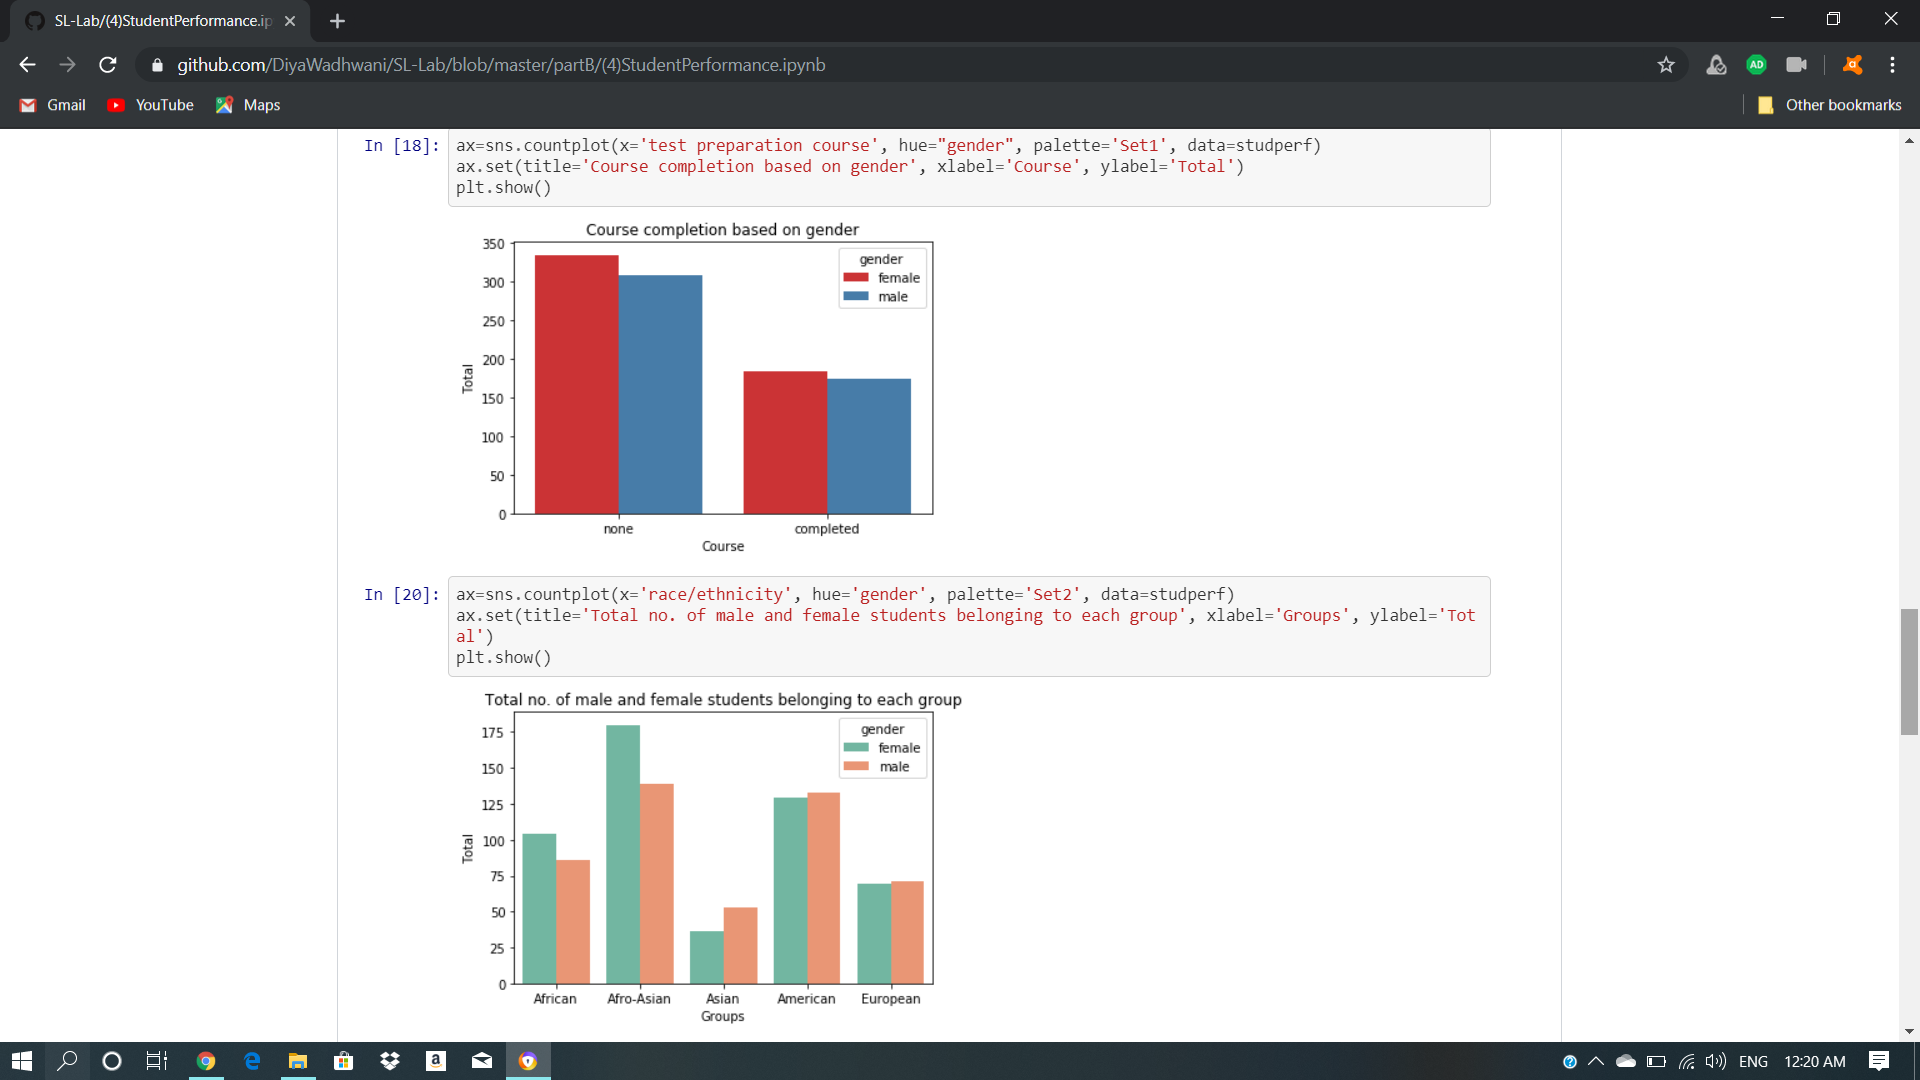 SL-Lab/(4)StudentPerformance.ip
github.com/DiyaWadhwani/SL-Lab/blob/master/partB/(4)StudentPerformance.ipynb
AD
Gmail YouTube Maps Other bookmarks
In [18]: ax=sns.countplot(x='test preparation course', hue="gender", palette='Set1', data=studperf)
ax.set(title='Course completion based on gender', xlabel='Course', ylabel='Total')
plt.show()
Course completion based on gender
350
300
250
200
150
100
50
0
Total
gender
female
male
none completed
Course
In [20]: ax=sns.countplot(x='race/ethnicity', hue='gender', palette='Set2', data=studperf)
ax.set(title='Total no. of male and female students belonging to each group', xlabel='Groups', ylabel='Tot
al')
plt.show()
Total no. of male and female students belonging to each group
175
150
125
100
75
50
25
0
Total
gender
female
male
African Afro-Asian Asian American European
Groups
ENG 12:20 AM